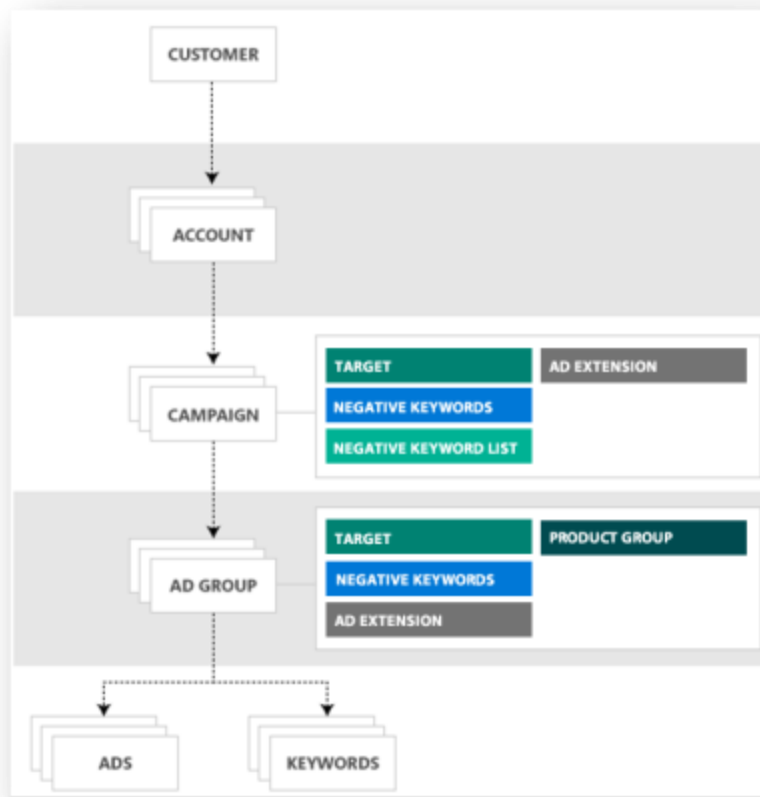 CUSTOMER
ACCOUNT
CAMPAIGN
TARGET
AD EXTENSION
NEGATIVE KEYWORDS
NEGATIVE KEYWORD LIST
AD GROUP
TARGET
PRODUCT GROUP
NEGATIVE KEYWORDS
AD EXTENSION
ADS
KEYWORDS